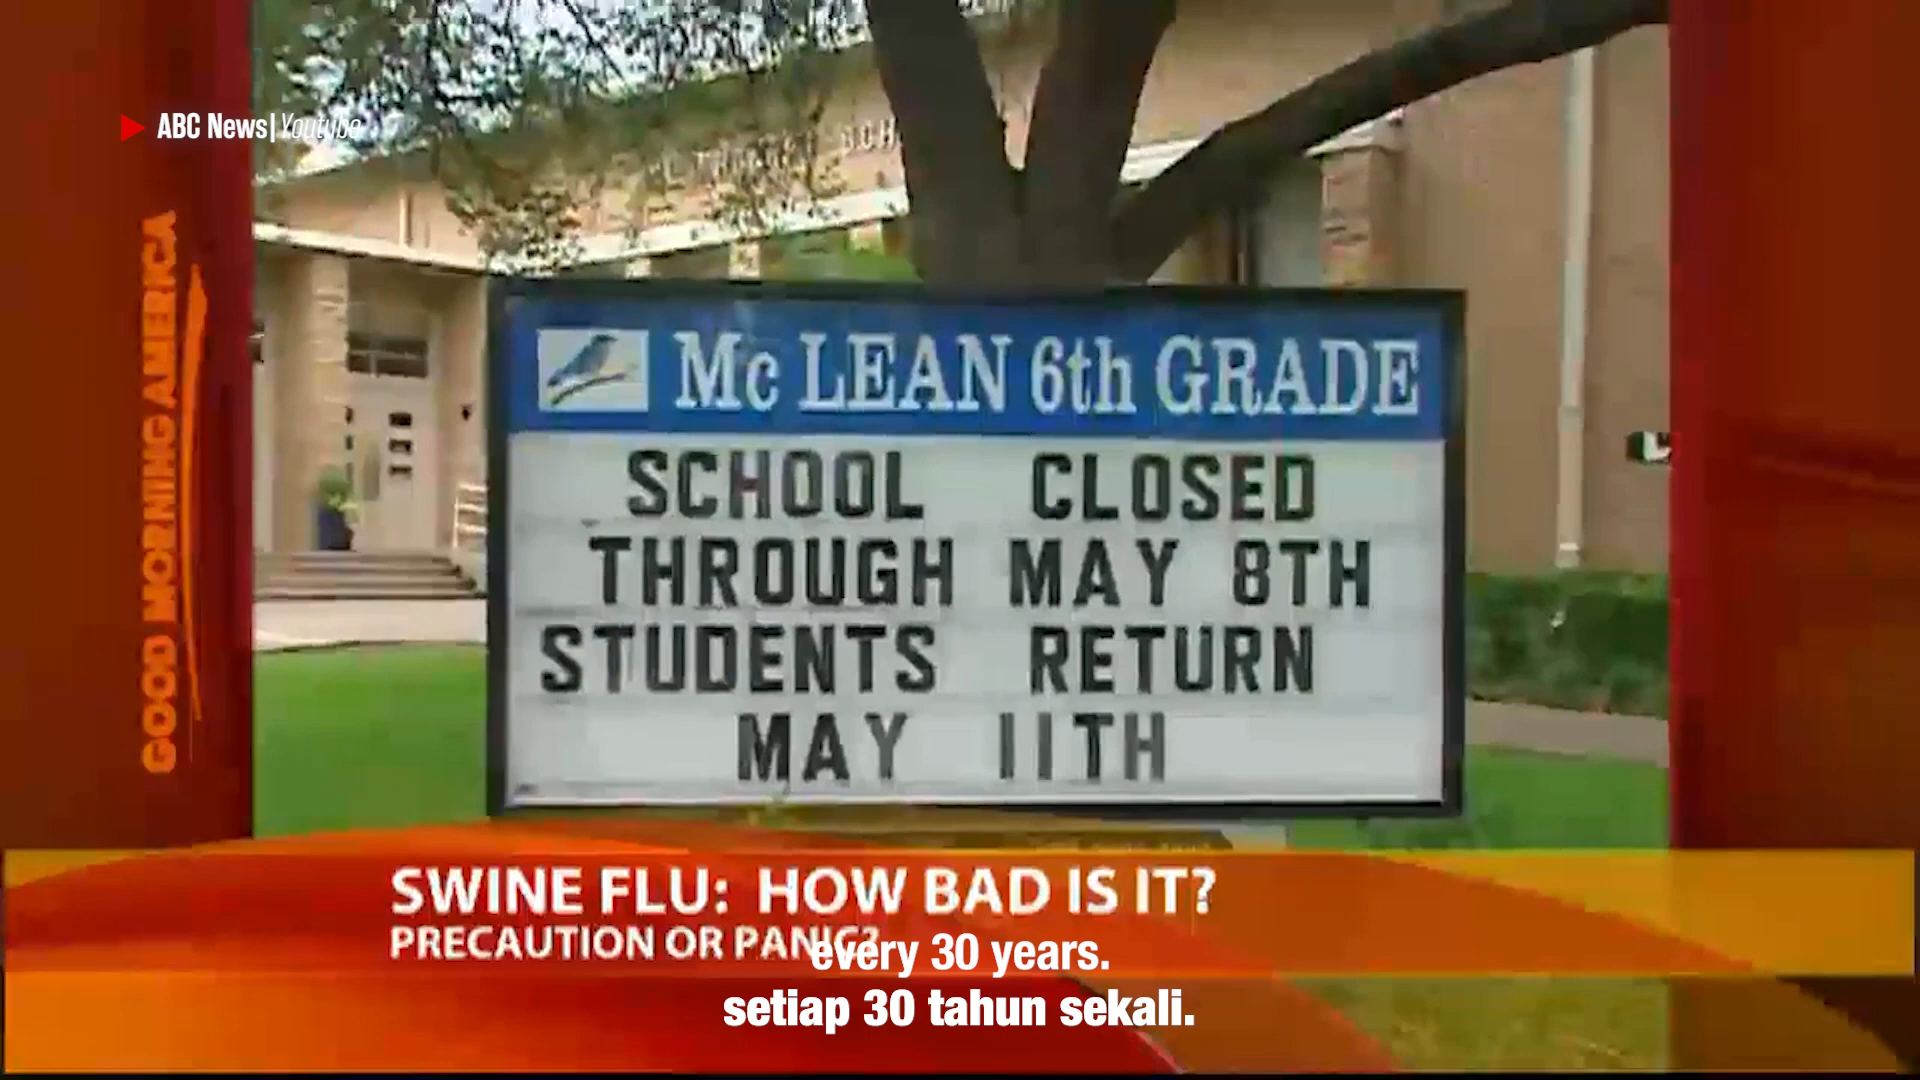 ABC News|Youtube
GOOD MORNING AMERICA
SCH
Mc LEAN 6th GRADE
SCHOOL CLOSED
THROUGH MAY 8TH
STUDENTS RETURN
MAY 11TH
SWINE FLU: HOW BAD IS IT?
PRECAUTION OR PANIC?
every 30 years.
setiap 30 tahun sekali.